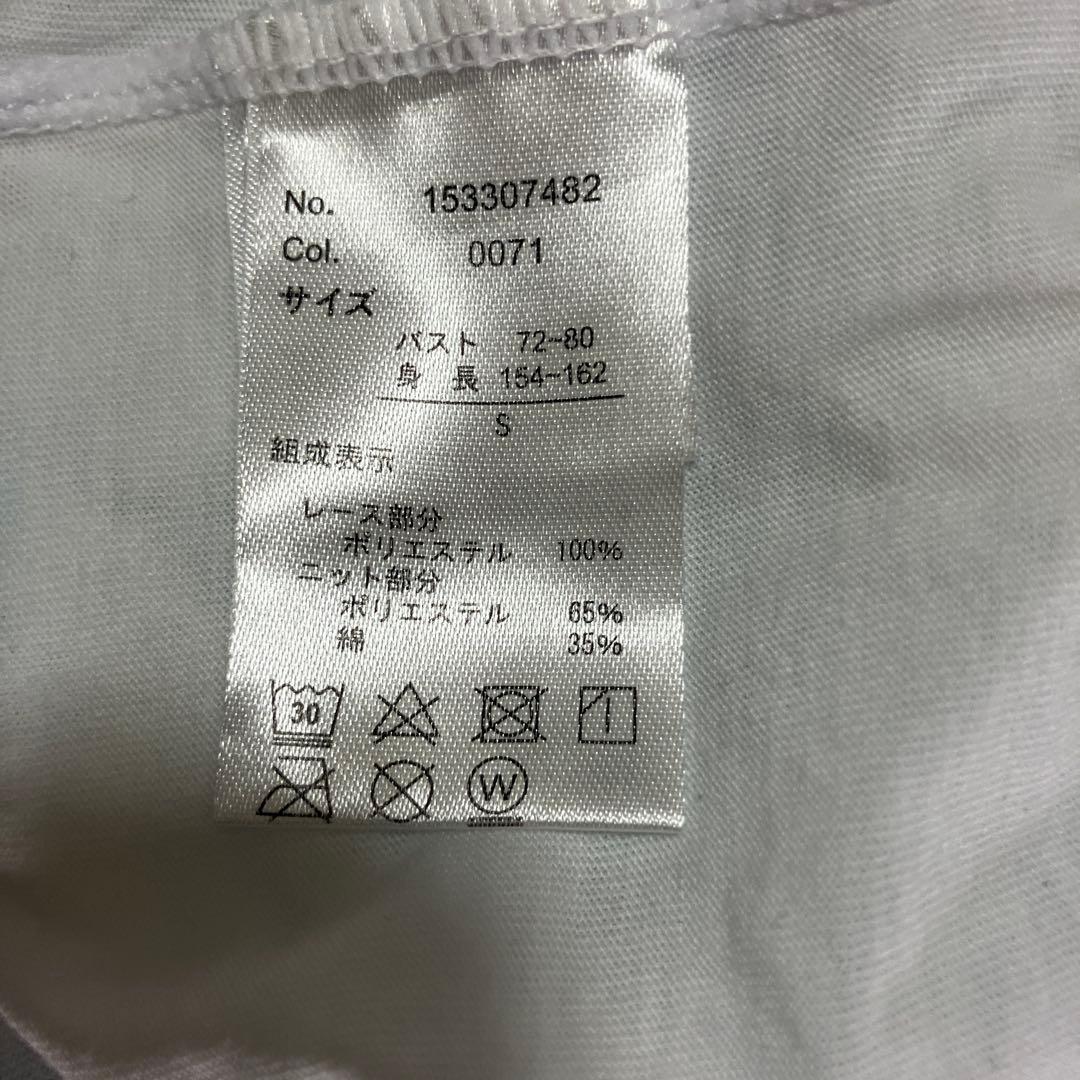 No. 153307482
Col. 0071
サイズ
バスト 72~80
身 長 154~162
S
組成表示
レース部分
ポリエステル 100%
ニット部分
ポリエステル 65%
綿 35%
30
W